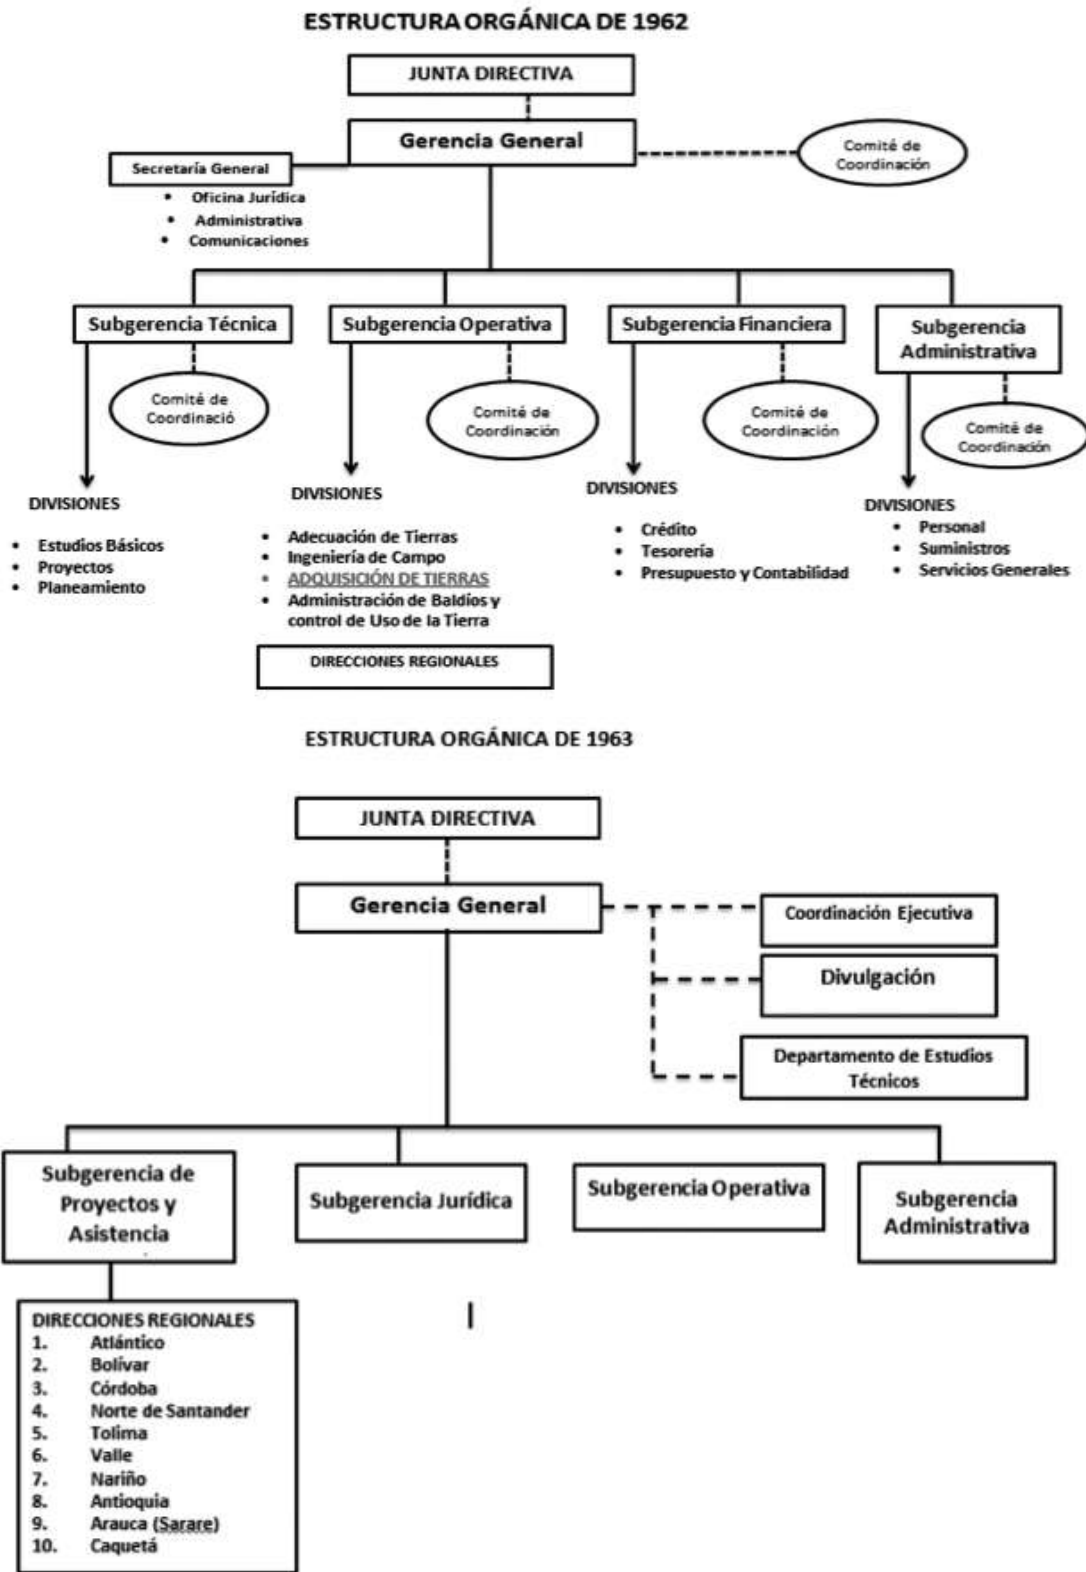 ESTRUCTURA ORGÁNICA DE 1962
JUNTA DIRECTIVA
Gerencia General
Comité de
Coordinación
Secretaría General
• Oficina Jurídica
• Administrativa
• Comunicaciones
Subgerencia Técnica
Subgerencia Operativa
Subgerencia Financiera
Subgerencia
Administrativa
Comité de
Coordinació
Comité de
Coordinación
Comité de
Coordinación
Comité de
Coordinación
DIVISIONES
• Estudios Básicos
• Proyectos
• Planeamiento
DIVISIONES
• Adecuación de Tierras
• Ingeniería de Campo
• ADQUISICIÓN DE TIERRAS
• Administración de Baldíos y
control de Uso de la Tierra
DIVISIONES
• Crédito
• Tesorería
• Presupuesto y Contabilidad
DIVISIONES
• Personal
• Suministros
• Servicios Generales
DIRECCIONES REGIONALES
ESTRUCTURA ORGÁNICA DE 1963
JUNTA DIRECTIVA
Gerencia General
Coordinación Ejecutiva
Divulgación
Departamento de Estudios
Técnicos
Subgerencia de
Proyectos y
Asistencia
Subgerencia Jurídica
Subgerencia Operativa
Subgerencia
Administrativa
DIRECCIONES REGIONALES
1. Atlántico
2. Bolívar
3. Córdoba
4. Norte de Santander
5. Tolima
6. Valle
7. Nariño
8. Antioquia
9. Arauca (Sarare)
10. Caquetá